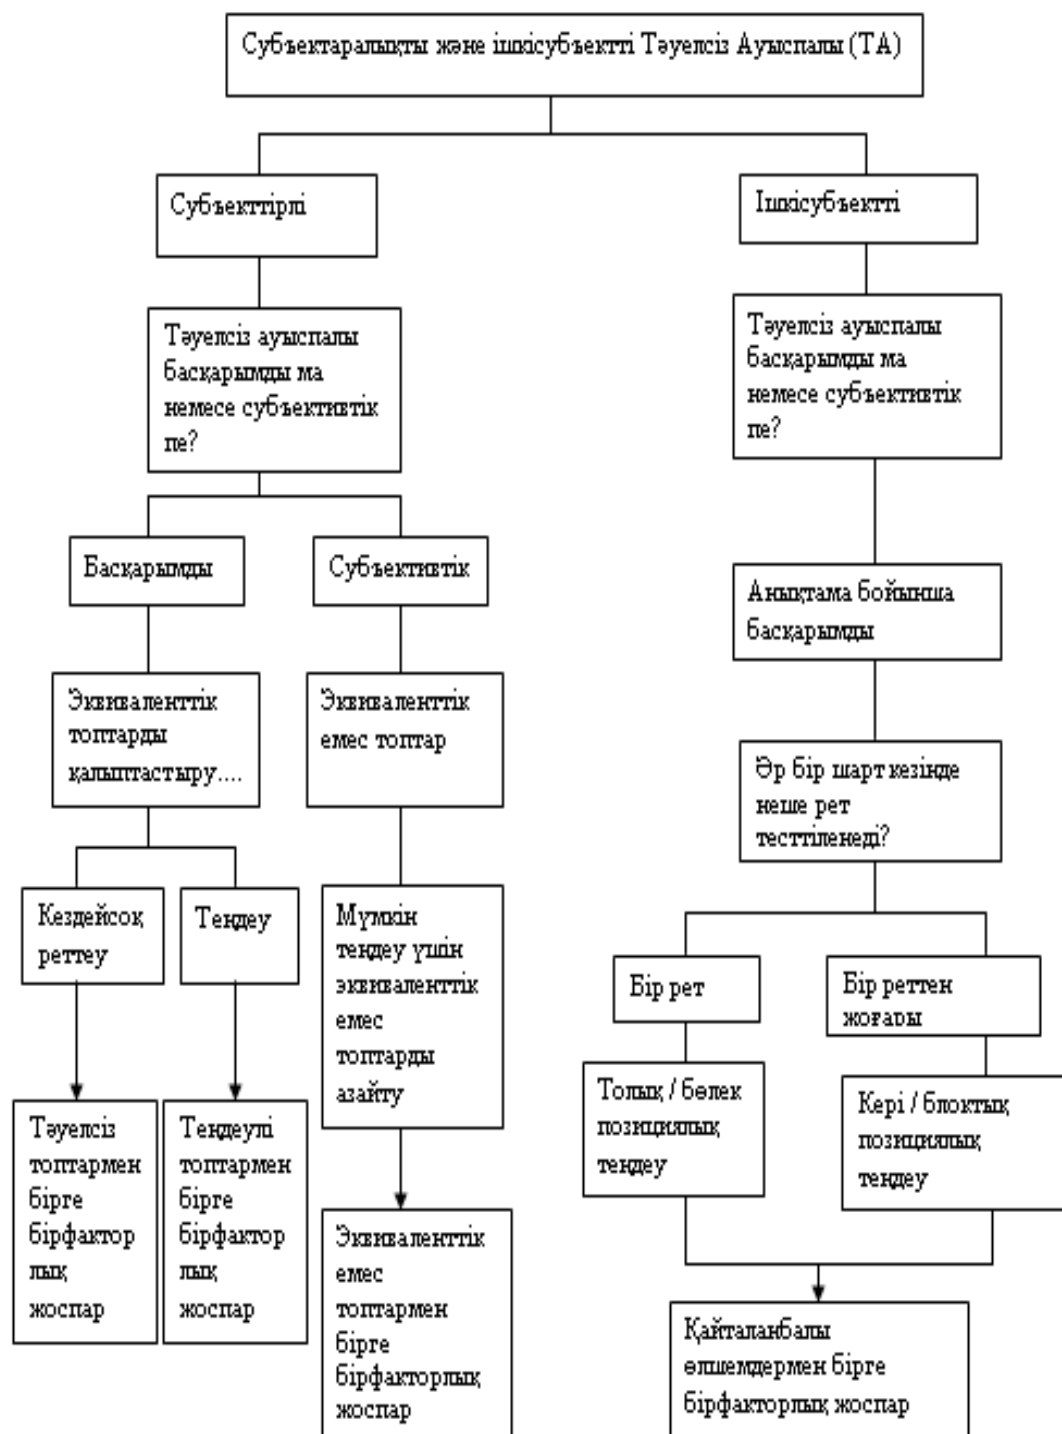 Субъектаралықты және ішкісубъектті Тәуелсіз Ауыспалы (ТА)
Субъекттірлі
Ішкісубъектті
Тәуелсіз ауыспалы
басқарымды ма
немесе субъективтік
пе?
Тәуелсіз ауыспалы
басқарымды ма
немесе субъективтік
пе?
Басқарымды
Субъективтік
Анықтама бойынша
басқарымды
Эквиваленттік
топтарды
қалыптастыру....
Эквиваленттік
емес топтар
Әр бір шарт кезінде
неше рет
тесттіленеді?
Кездейсоқ
реттеу
Теңдеу
Мүмкін
теңдеу үшін
эквиваленттік
емес
топтарды
азайту
Бір рет
Бір реттен
жоғары
Толық / бөлек
позициялық
теңдеу
Кері / блоктық
позициялық
теңдеу
Тәуелсіз
топтармен
бірге
бірфактор
лық
жоспар
Теңдеулі
топтармен
бірге
бірфактор
лық
жоспар
Эквиваленттік
емес
топтармен
бірге
бірфакторлық
жоспар
Қайталанбалы
өлшемдермен бірге
бірфакторлық жоспар